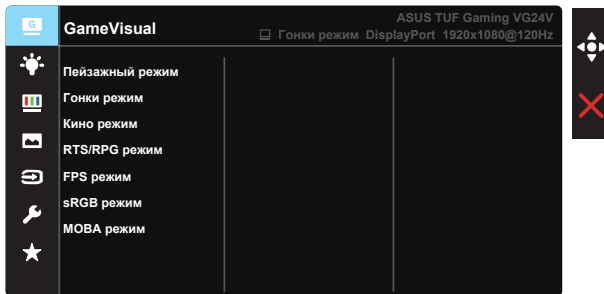 G
GameVisual
ASUS TUF Gaming VG24V
Гонки режим DisplayPort 1920x1080@120Hz
Пейзажный режим
Гонки режим
Кино режим
RTS/RPG режим
FPS режим
sRGB режим
MOBA режим